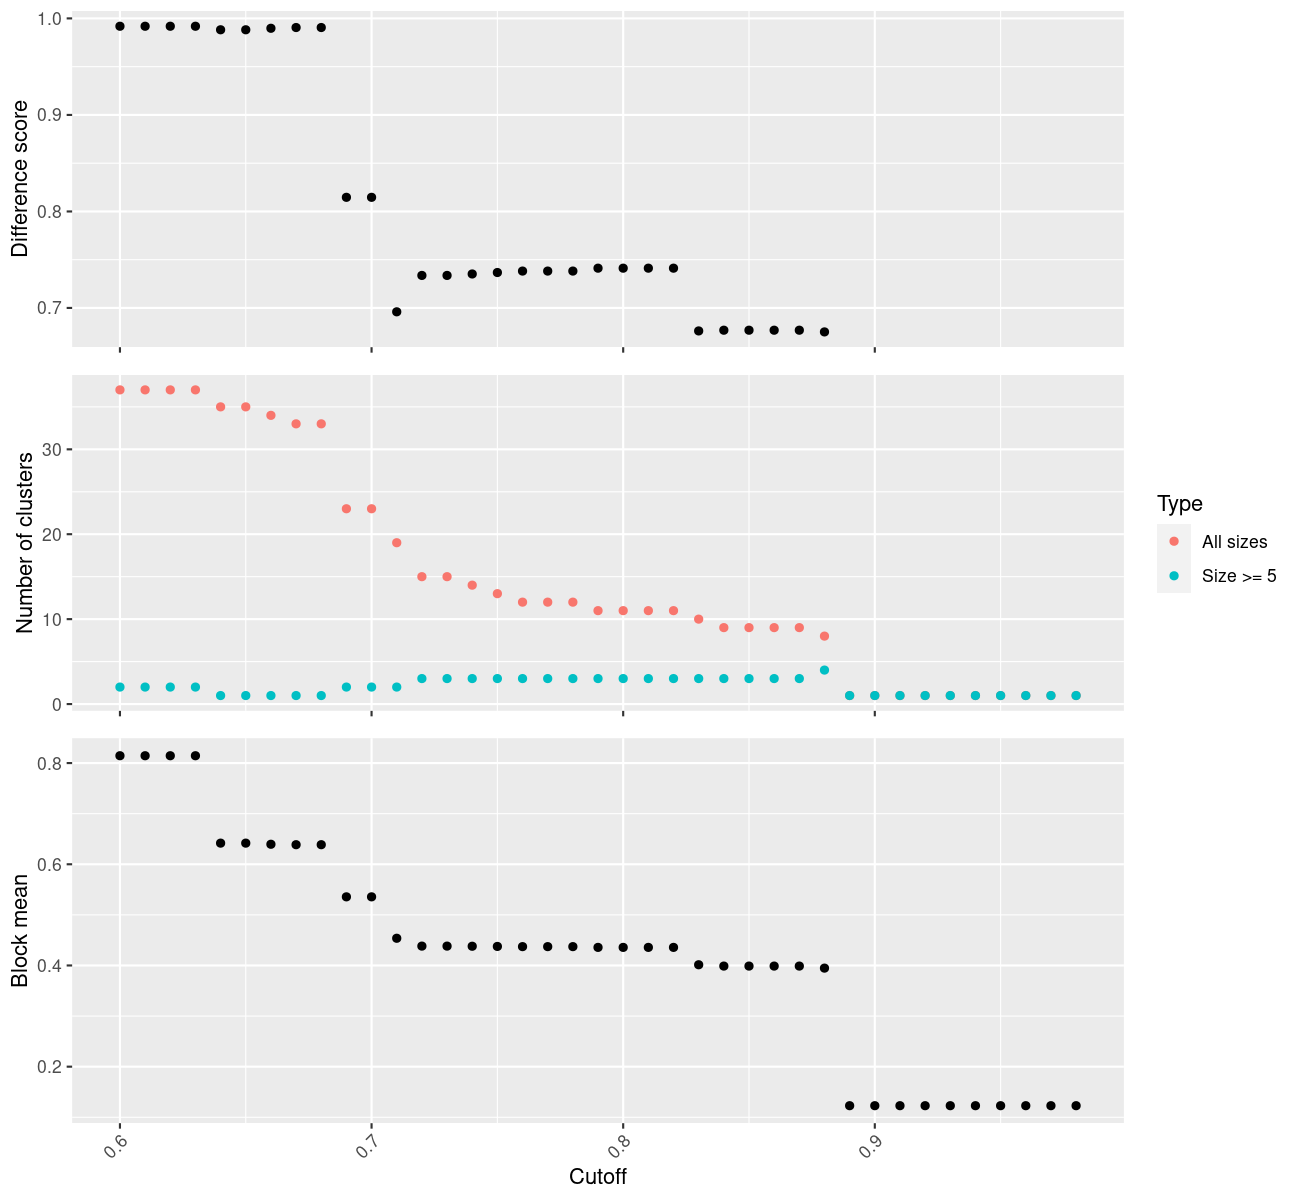 Difference score
1.0
0.9
0.8
0.7
Number of clusters
30
20
10
0
Type
All sizes
Size >= 5
Block mean
0.8
0.6
0.4
0.2
0.6
0.7
0.8
0.9
Cutoff